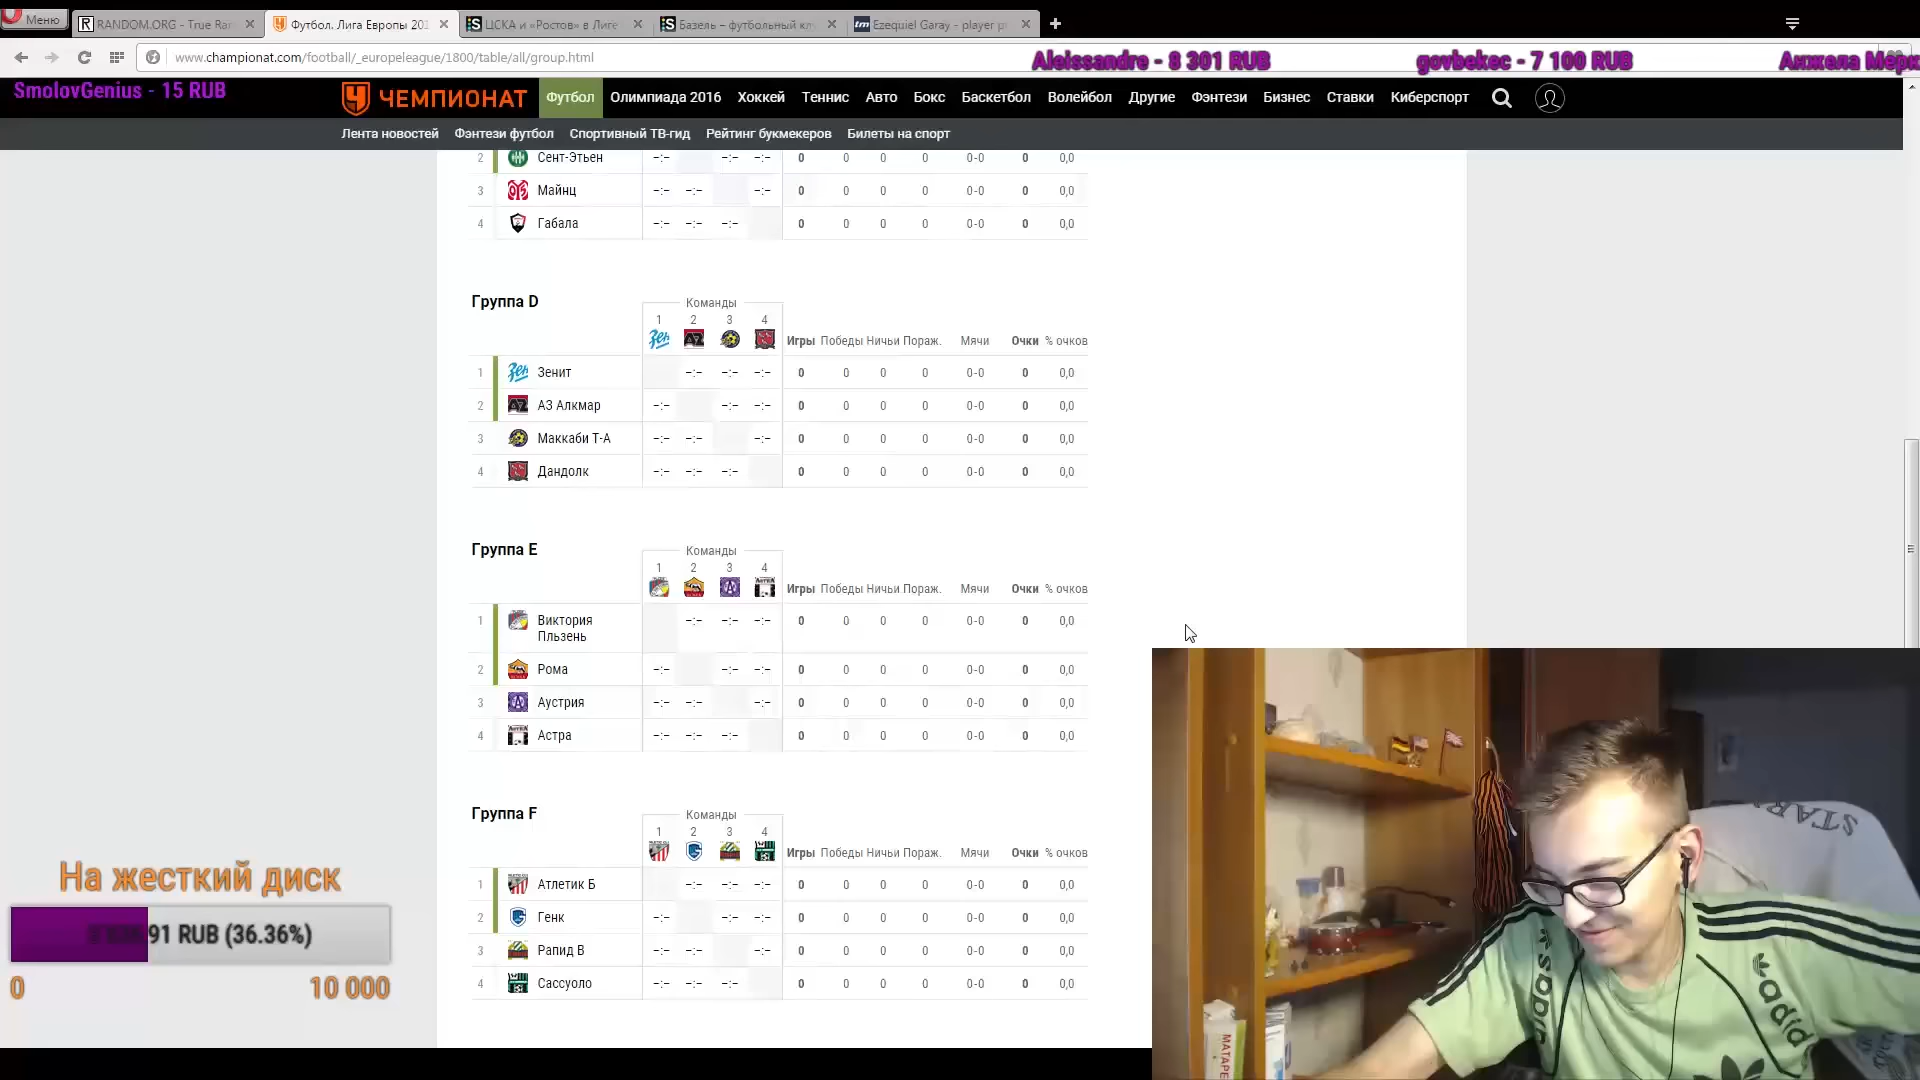 Меню
RANDOM.ORG - True Ran
Футбол. Лига Европы 201
ЦСКА и «Ростов» в Лиге
Базель – футбольный кл
Ezequiel Garay - player p
www.championat.com/football/_europeleague/1800/table/all/group.html
Aleissandre - 8 301 RUB
govbekec - 7 100 RUB
Анжела Мерк
SmolovGenius - 15 RUB
ЧЕМПИОНАТ
Футбол Олимпиада 2016 Хоккей Теннис Авто Бокс Баскетбол Волейбол Другие Фэнтези Бизнес Ставки Киберспорт
Лента новостей Фэнтези футбол Спортивный ТВ-гид Рейтинг букмекеров Билеты на спорт
2 Сент-Этьен –:– –:– –:– 0 0 0 0 0-0 0 0,0
3 Майнц –:– –:– –:– 0 0 0 0 0-0 0 0,0
4 Габала –:– –:– –:– 0 0 0 0 0-0 0 0,0
Группа D
Команды
1 2 3 4
Игры Победы Ничьи Пораж. Мячи Очки % очков
1 Зенит –:– –:– –:– 0 0 0 0 0-0 0 0,0
2 АЗ Алкмар –:– –:– –:– 0 0 0 0 0-0 0 0,0
3 Маккаби Т-А –:– –:– –:– 0 0 0 0 0-0 0 0,0
4 Дандолк –:– –:– –:– 0 0 0 0 0-0 0 0,0
Группа E
Команды
1 2 3 4
Игры Победы Ничьи Пораж. Мячи Очки % очков
1 Виктория Пльзень –:– –:– –:– 0 0 0 0 0-0 0 0,0
2 Рома –:– –:– –:– 0 0 0 0 0-0 0 0,0
3 Аустрия –:– –:– –:– 0 0 0 0 0-0 0 0,0
4 Астра –:– –:– –:– 0 0 0 0 0-0 0 0,0
Группа F
Команды
1 2 3 4
Игры Победы Ничьи Пораж. Мячи Очки % очков
1 Атлетик Б –:– –:– –:– 0 0 0 0 0-0 0 0,0
2 Генк –:– –:– –:– 0 0 0 0 0-0 0 0,0
3 Рапид В –:– –:– –:– 0 0 0 0 0-0 0 0,0
4 Сассуоло –:– –:– –:– 0 0 0 0 0-0 0 0,0
На жесткий диск
91 RUB (36.36%)
0 10 000
STAR
adidas
adidas
МАТАРЕ